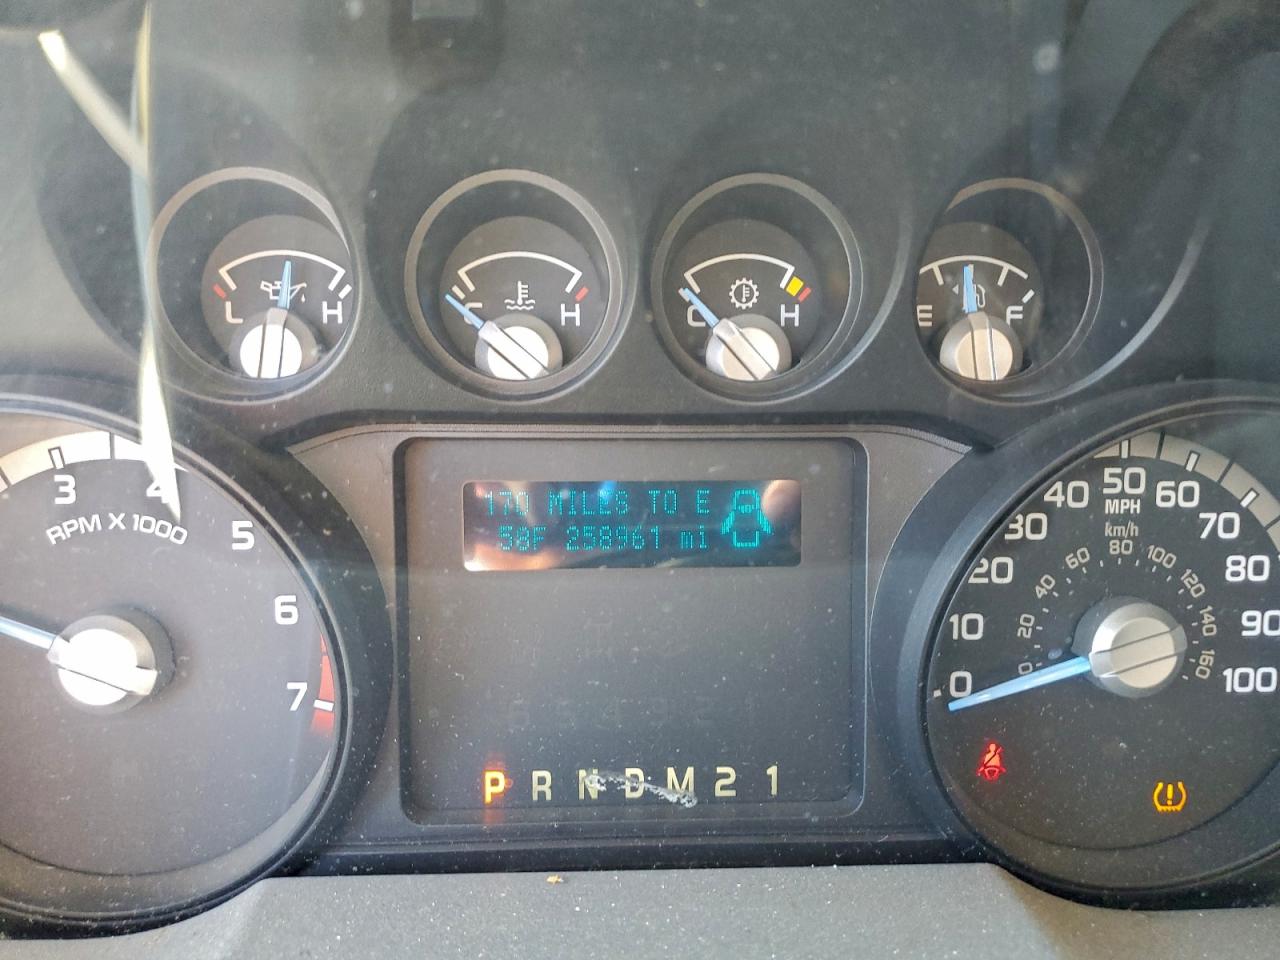 L H
C H
C H
E F
3 4 5 6 7
RPM X 1000
170 MILES TO E
58F 258961 mi
P R N D M 2 1
0 10 20 30 40 50 60 70 80 90 100
MPH
km/h
0 20 40 60 80 100 120 140 160